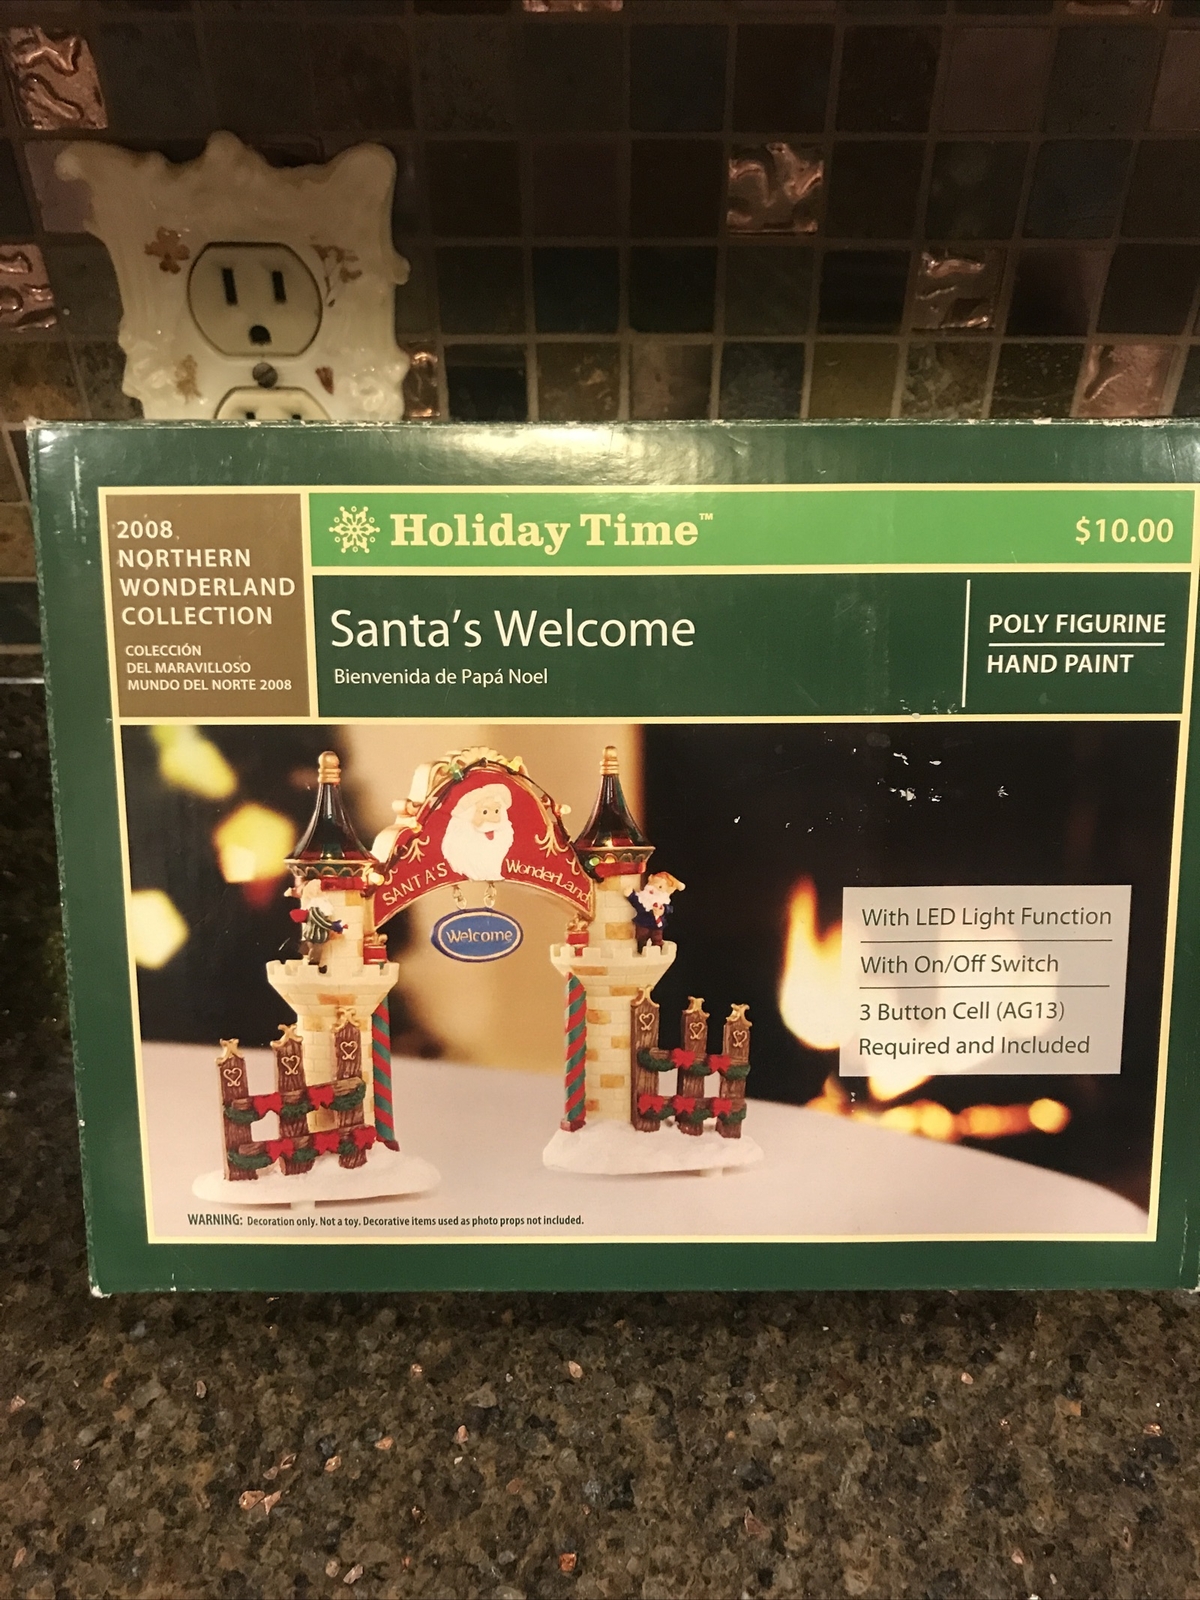 2008
NORTHERN
WONDERLAND
COLLECTION
COLECCIÓN
DEL MARAVILLOSO
MUNDO DEL NORTE 2008
Holiday Time™
$10.00
Santa's Welcome
Bienvenida de Papá Noel
POLY FIGURINE
HAND PAINT
SANTA'S WonderLand
Welcome
With LED Light Function
With On/Off Switch
3 Button Cell (AG13)
Required and Included
WARNING: Decoration only. Not a toy. Decorative items used as photo props not included.